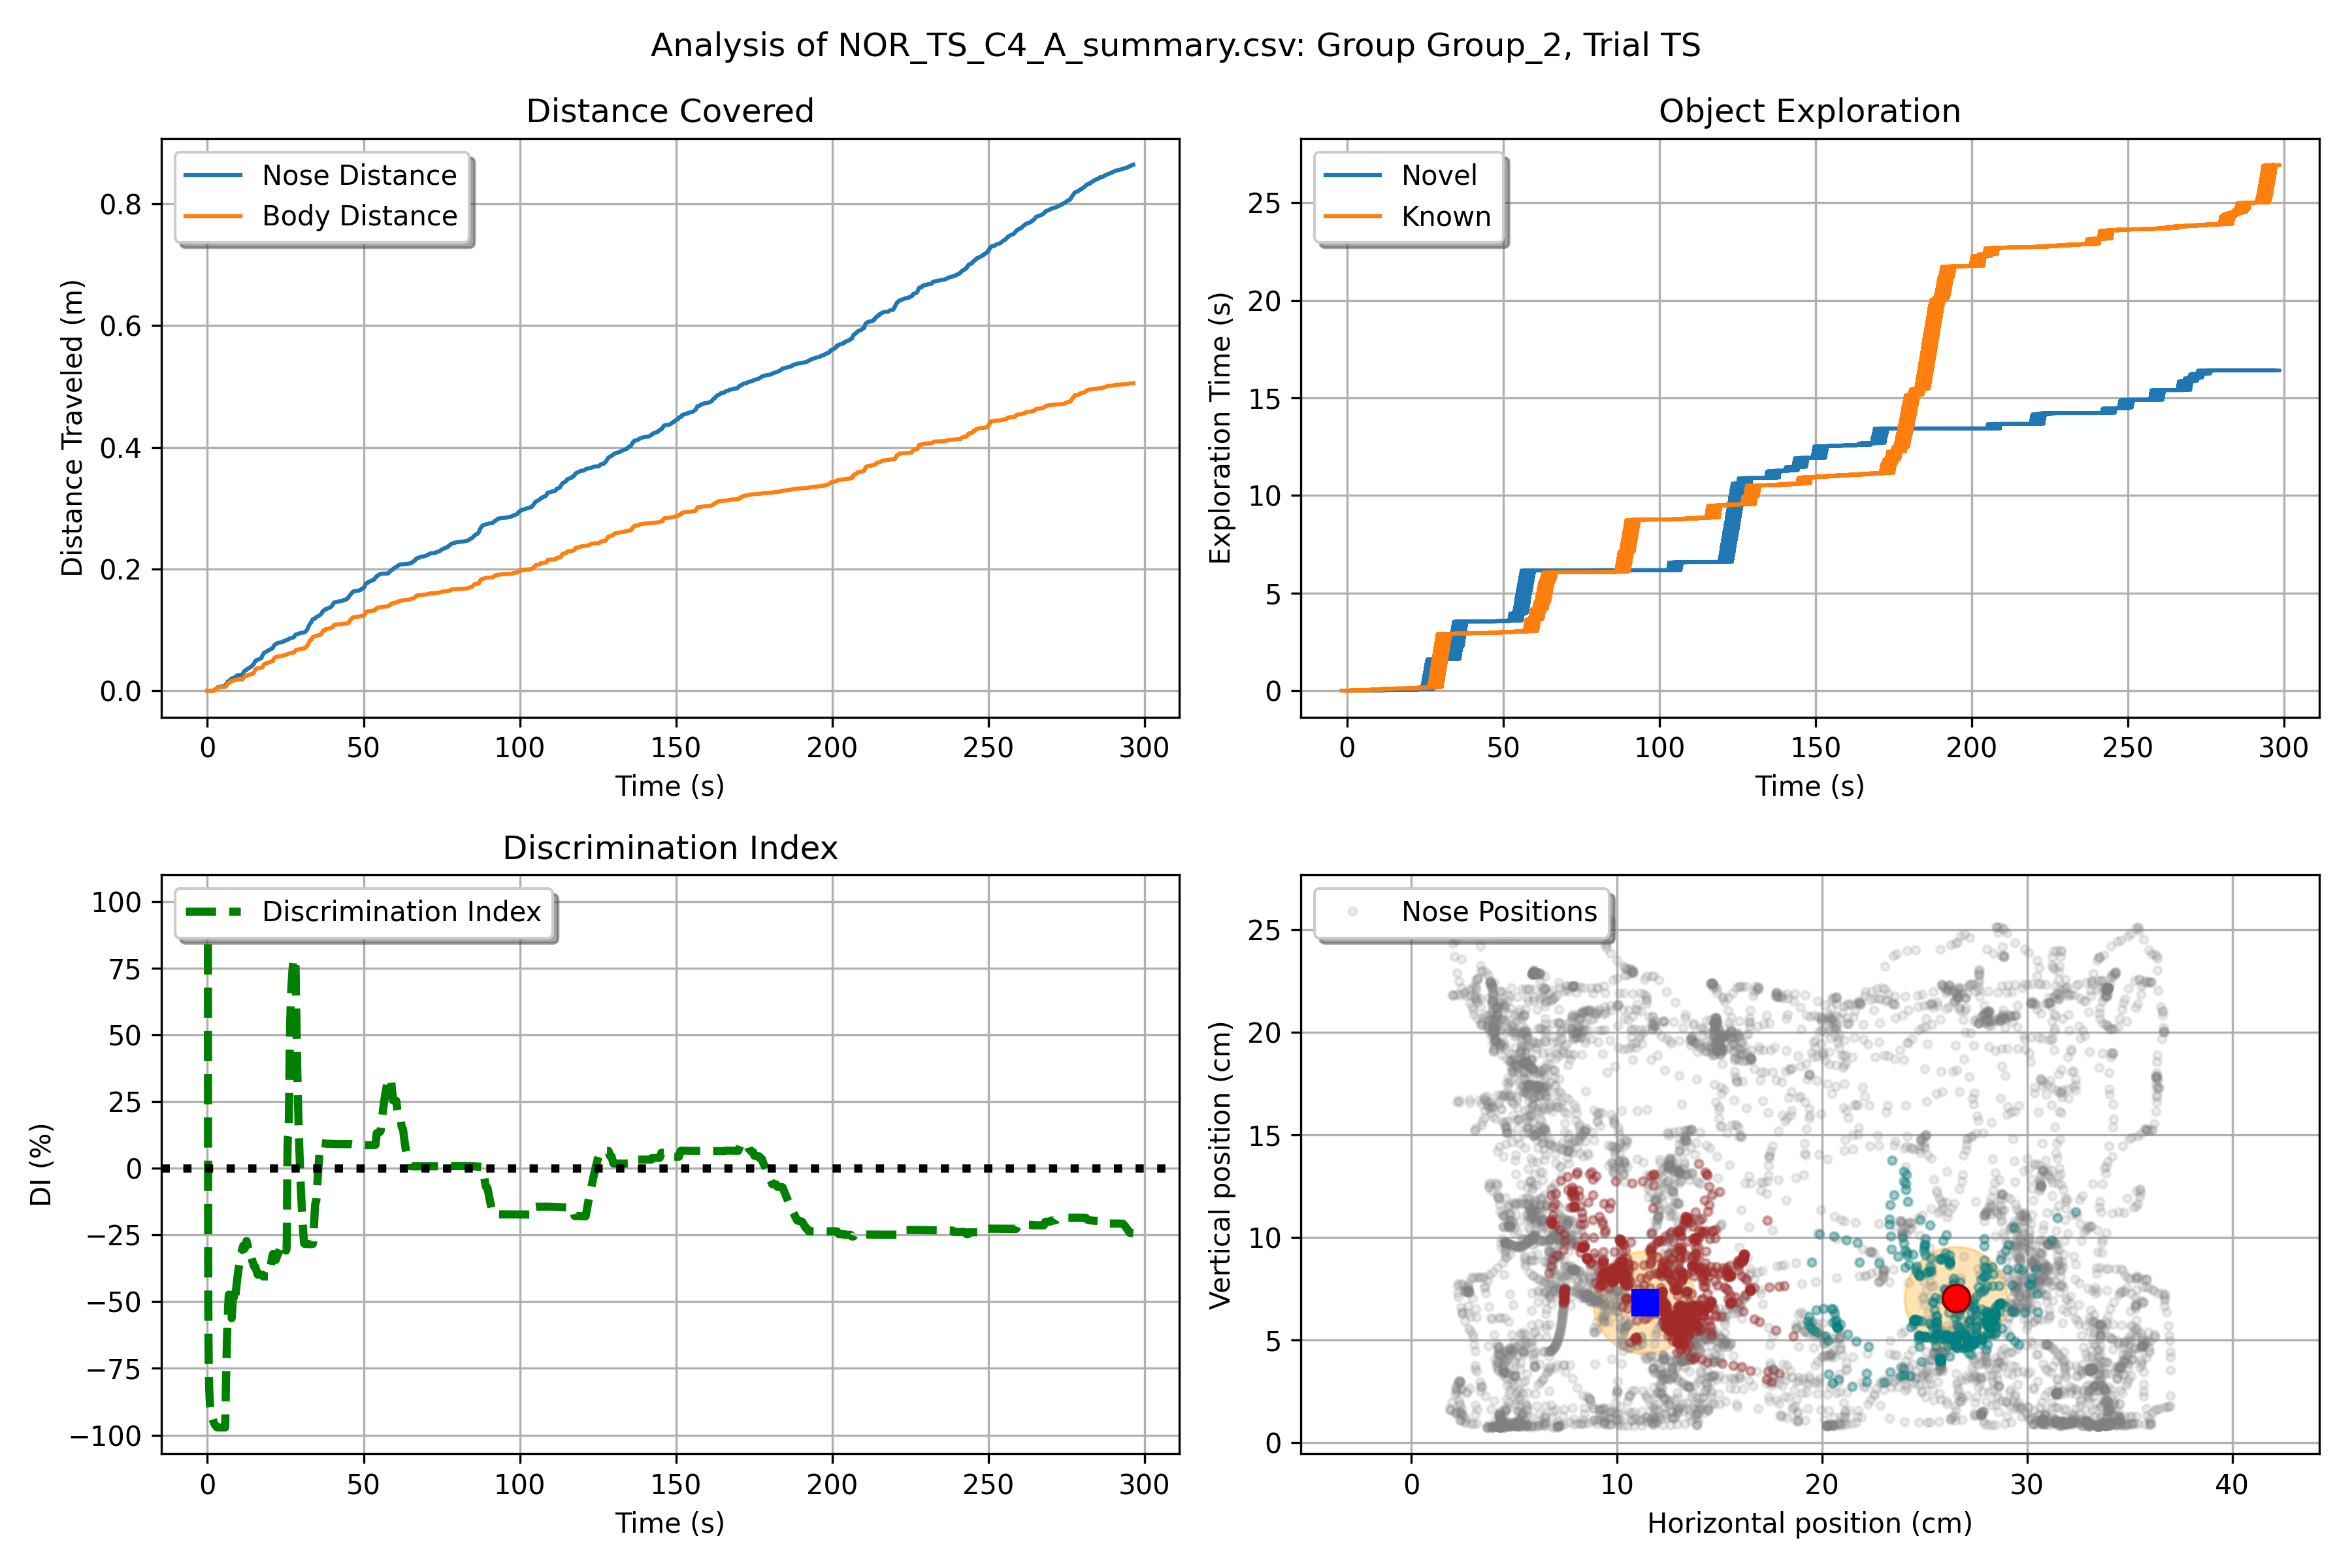 Analysis of NOR_TS_C4_A_summary.csv: Group Group_2, Trial TS
Distance Covered
Nose Distance
Body Distance
Distance Traveled (m)
0.8
0.6
0.4
0.2
0.0
0 50 100 150 200 250 300
Time (s)
Object Exploration
Novel
Known
Exploration Time (s)
25
20
15
10
5
0
0 50 100 150 200 250 300
Time (s)
Discrimination Index
Discrimination Index
DI (%)
100
75
50
25
0
−25
−50
−75
−100
0 50 100 150 200 250 300
Time (s)
Nose Positions
Vertical position (cm)
25
20
15
10
5
0
0 10 20 30 40
Horizontal position (cm)